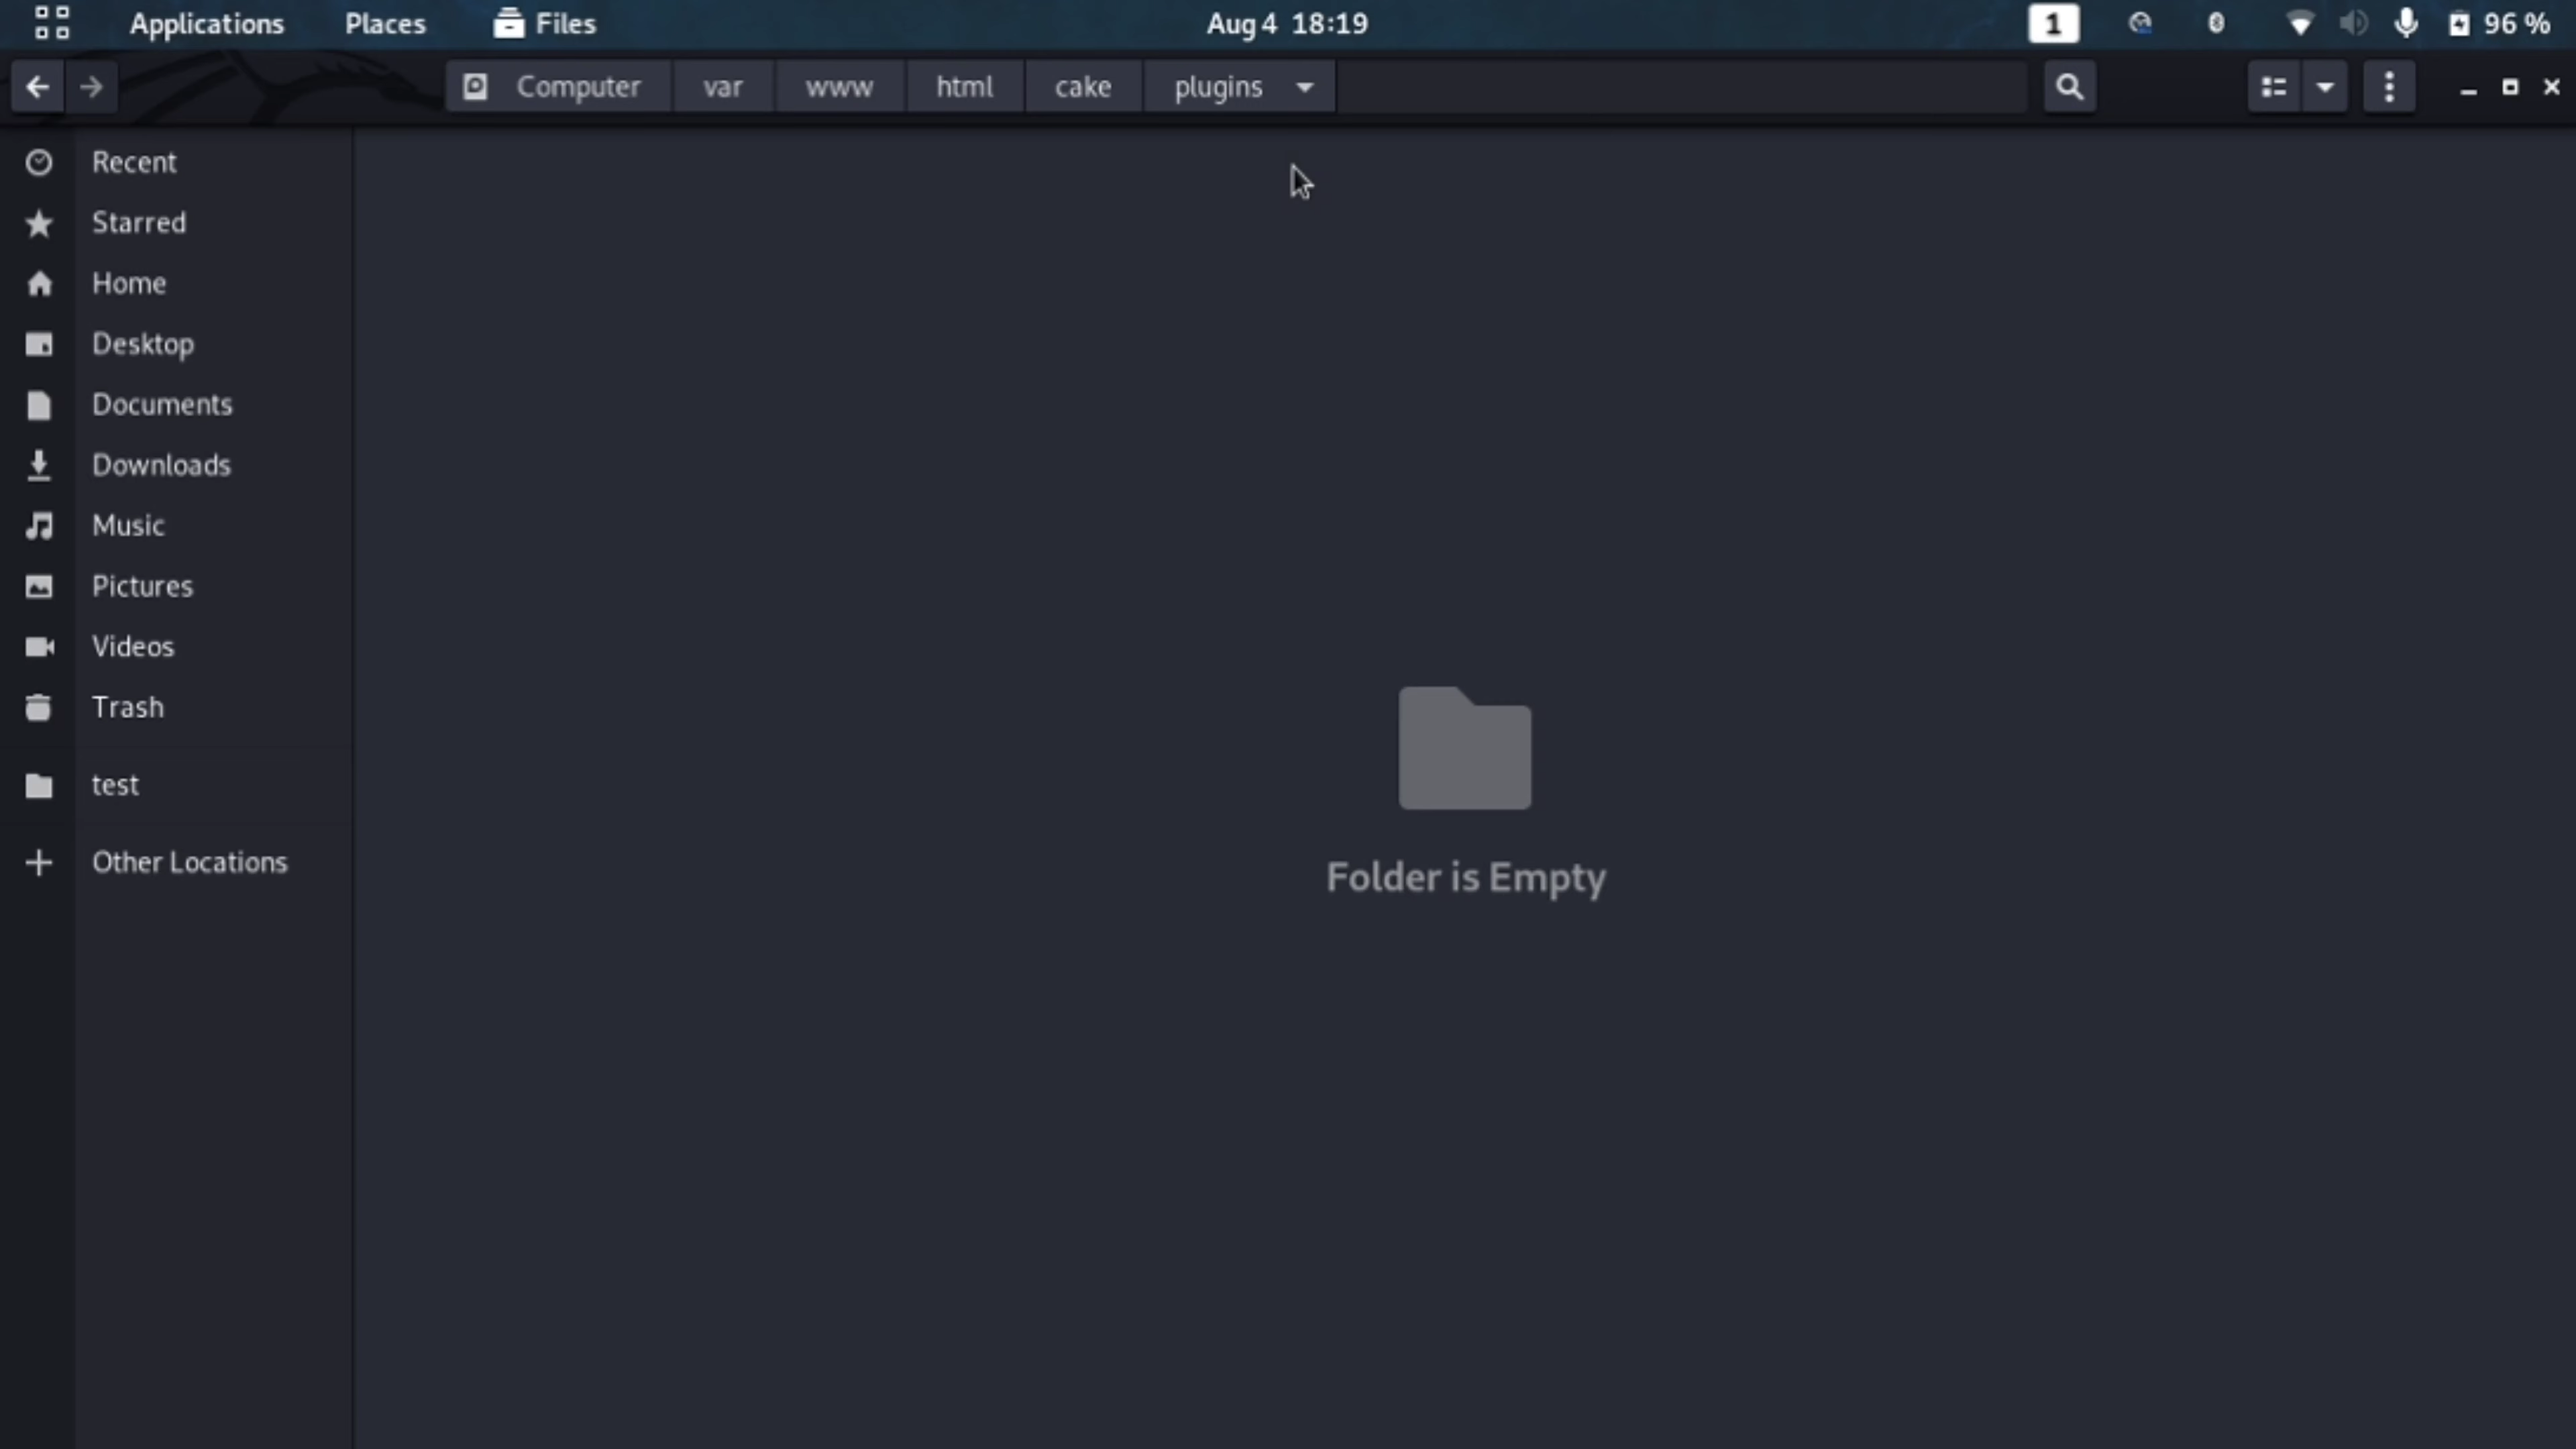 Applications Places Files Aug 4 18:19 1 96 %
Computer var www html cake plugins
Recent
Starred
Home
Desktop
Documents
Downloads
Music
Pictures
Videos
Trash
test
Other Locations
Folder is Empty